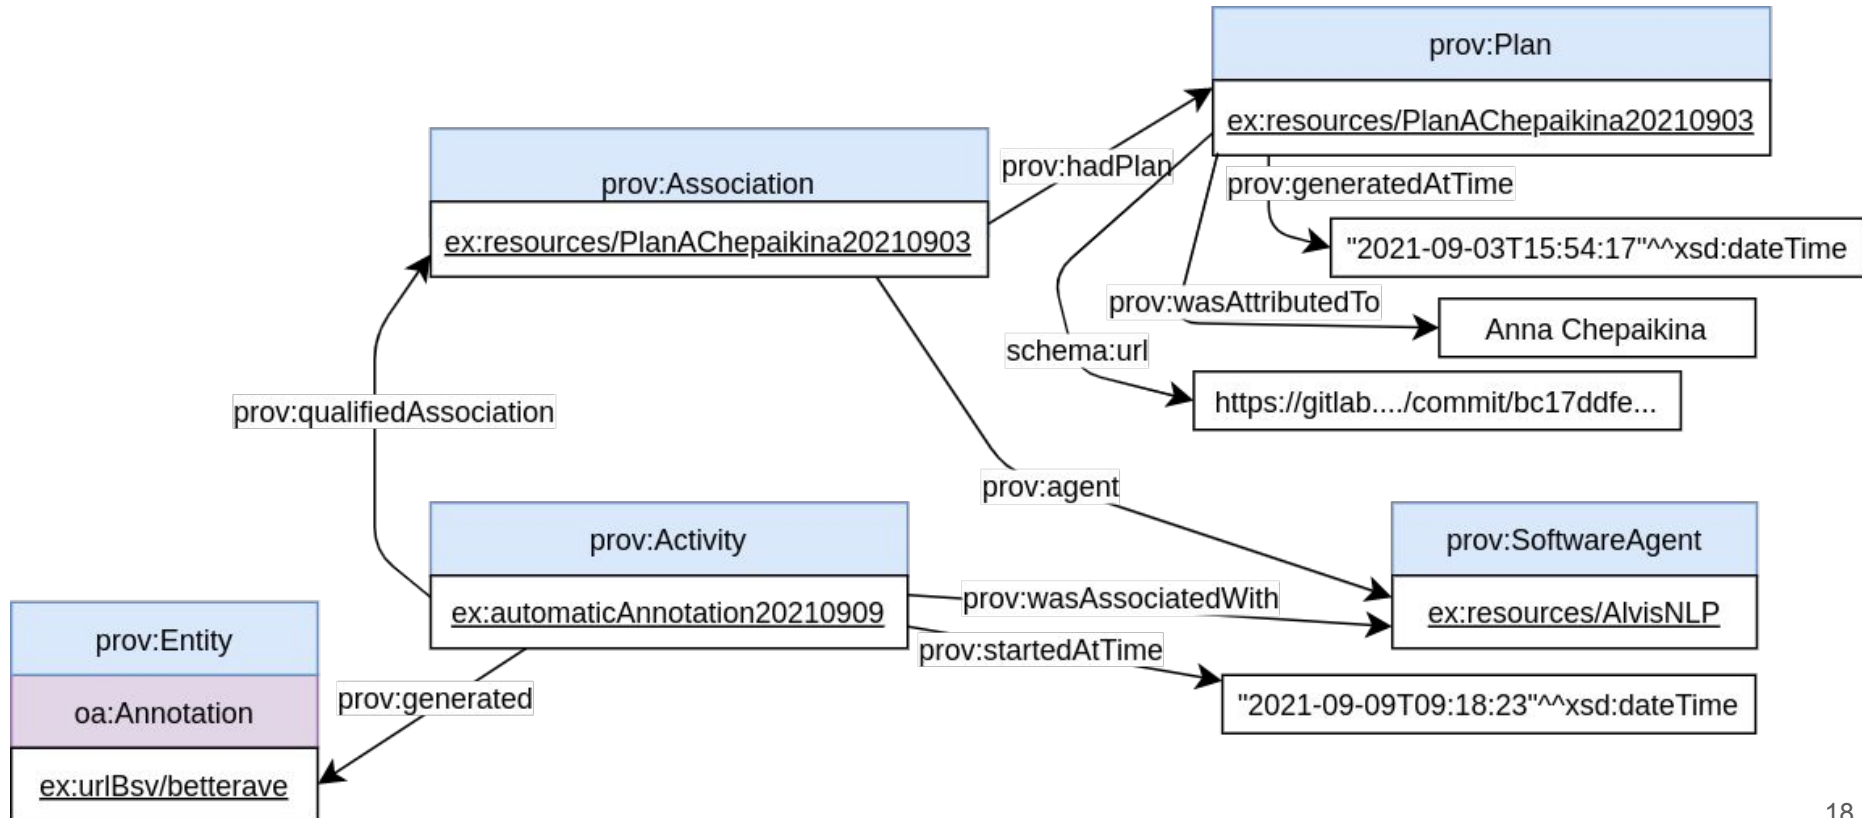 prov:Plan
ex:resources/PlanAChepaikina20210903
prov:hadPlan
prov:generatedAtTime
"2021-09-03T15:54:17"^^xsd:dateTime
prov:wasAttributedTo
Anna Chepaikina
schema:url
https://gitlab..../commit/bc17ddfe...
prov:Association
ex:resources/PlanAChepaikina20210903
prov:qualifiedAssociation
prov:agent
prov:Activity
ex:automaticAnnotation20210909
prov:wasAssociatedWith
prov:startedAtTime
prov:SoftwareAgent
ex:resources/AlvisNLP
"2021-09-09T09:18:23"^^xsd:dateTime
prov:generated
prov:Entity
oa:Annotation
ex:urlBsv/betterave
18